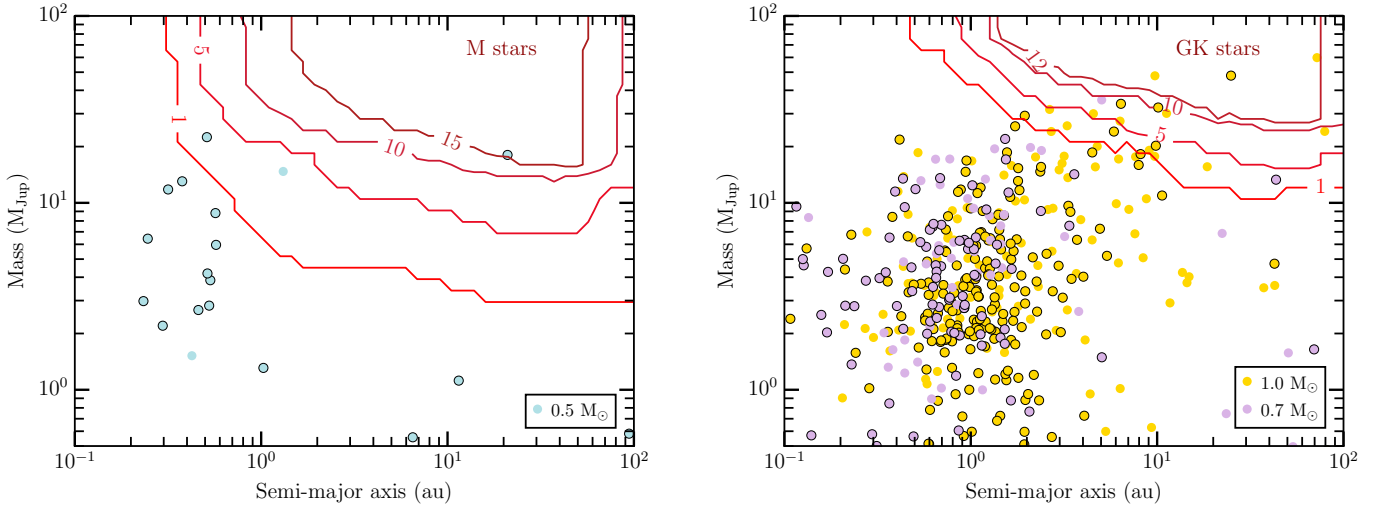 M stars
1
5
10
15
10²
10¹
10⁰
Mass (M_Jup)
10⁻¹ 10⁰ 10¹ 10²
Semi-major axis (au)
0.5 M⊙
GK stars
12
10
5
1
10²
10¹
10⁰
Mass (M_Jup)
10⁻¹ 10⁰ 10¹ 10²
Semi-major axis (au)
1.0 M⊙
0.7 M⊙